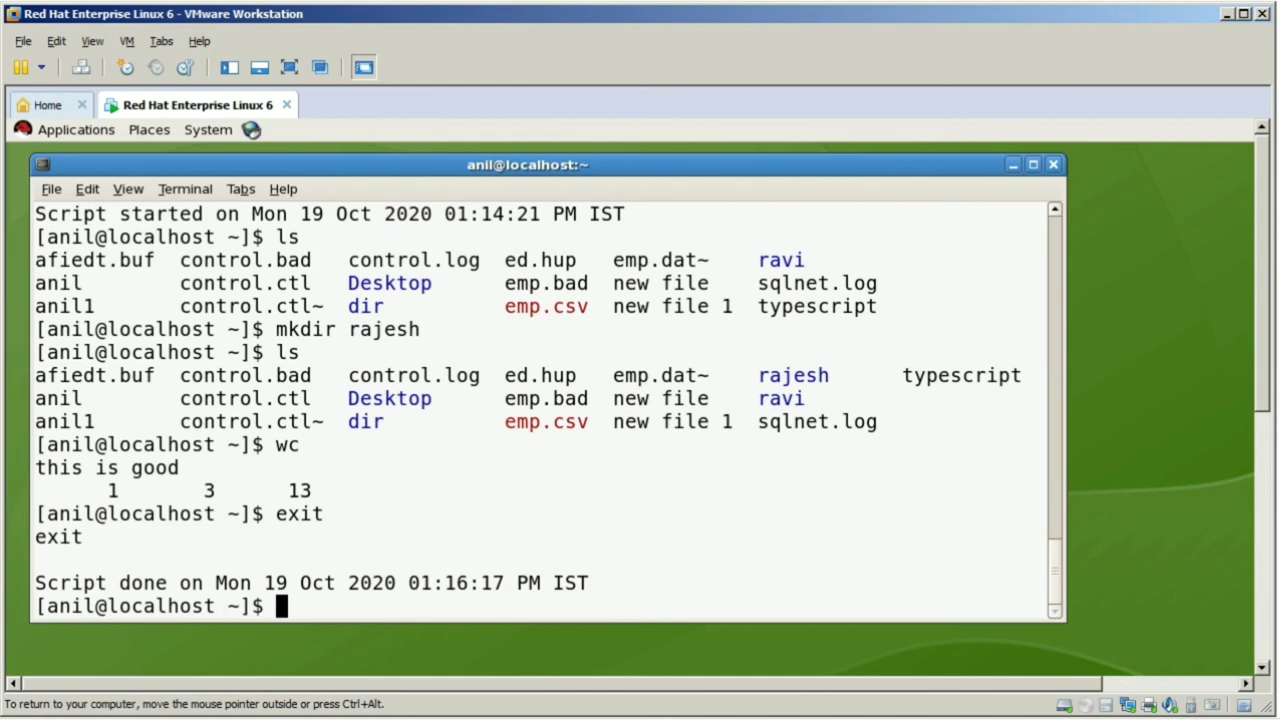 Red Hat Enterprise Linux 6 - VMware Workstation
File Edit View VM Tabs Help
Home Red Hat Enterprise Linux 6
Applications Places System
anil@localhost:~
File Edit View Terminal Tabs Help
Script started on Mon 19 Oct 2020 01:14:21 PM IST
[anil@localhost ~]$ ls
afiedt.buf control.bad control.log ed.hup emp.dat~ ravi
anil control.ctl Desktop emp.bad new file sqlnet.log
anil1 control.ctl~ dir emp.csv new file 1 typescript
[anil@localhost ~]$ mkdir rajesh
[anil@localhost ~]$ ls
afiedt.buf control.bad control.log ed.hup emp.dat~ rajesh typescript
anil control.ctl Desktop emp.bad new file ravi
anil1 control.ctl~ dir emp.csv new file 1 sqlnet.log
[anil@localhost ~]$ wc
this is good
1 3 13
[anil@localhost ~]$ exit
exit
Script done on Mon 19 Oct 2020 01:16:17 PM IST
[anil@localhost ~]$
To return to your computer, move the mouse pointer outside or press Ctrl+Alt.